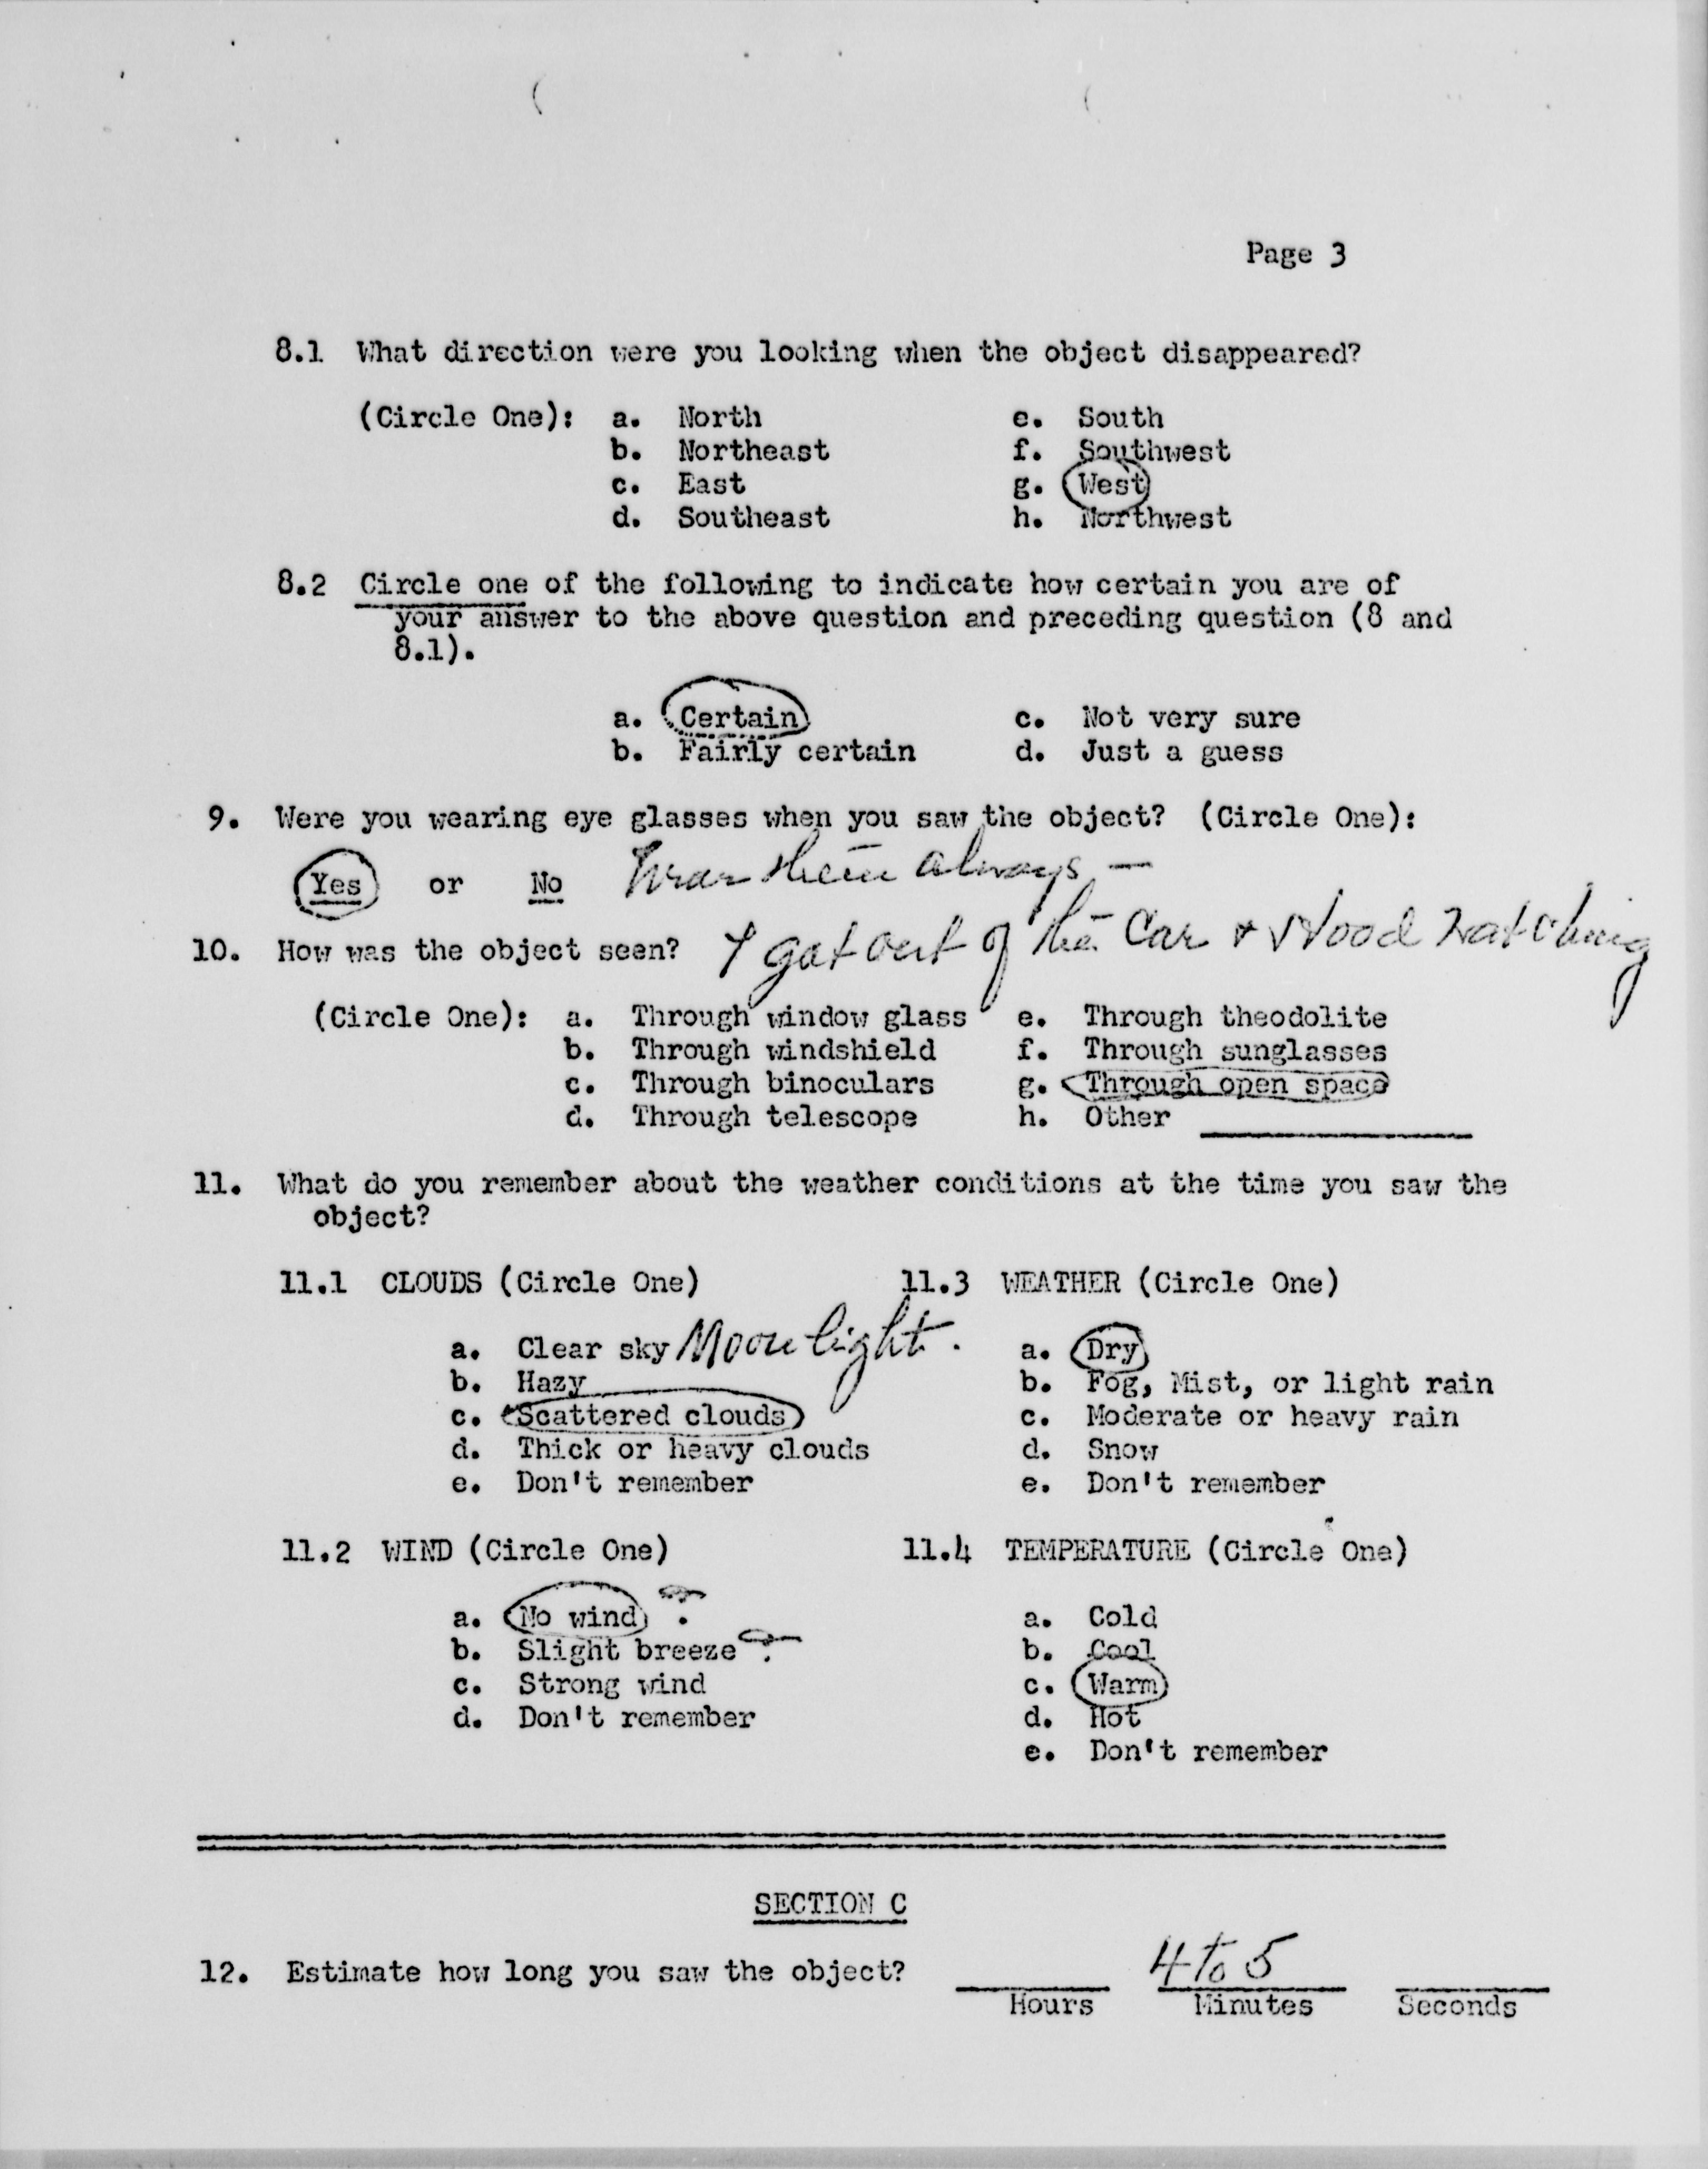 Page 3
8.1 What direction were you looking when the object disappeared?
(Circle One): a. North e. South
b. Northeast f. Southwest
c. East g. West
d. Southeast h. Northwest
8.2 Circle one of the following to indicate how certain you are of
your answer to the above question and preceding question (8 and
8.1).
a. Certain c. Not very sure
b. Fairly certain d. Just a guess
9. Were you wearing eye glasses when you saw the object? (Circle One):
Yes or No Wear them always —
10. How was the object seen? I got out of the Car + stood watching
(Circle One): a. Through window glass e. Through theodolite
b. Through windshield f. Through sunglasses
c. Through binoculars g. Through open space
d. Through telescope h. Other
11. What do you remember about the weather conditions at the time you saw the
object?
11.1 CLOUDS (Circle One) 11.3 WEATHER (Circle One)
a. Clear sky Moonlight. a. Dry
b. Hazy b. Fog, Mist, or light rain
c. Scattered clouds c. Moderate or heavy rain
d. Thick or heavy clouds d. Snow
e. Don't remember e. Don't remember
11.2 WIND (Circle One) 11.4 TEMPERATURE (Circle One)
a. No wind ? a. Cold
b. Slight breeze ? b. Cool
c. Strong wind c. Warm
d. Don't remember d. Hot
e. Don't remember
SECTION C
12. Estimate how long you saw the object? 4 to 5
Hours Minutes Seconds